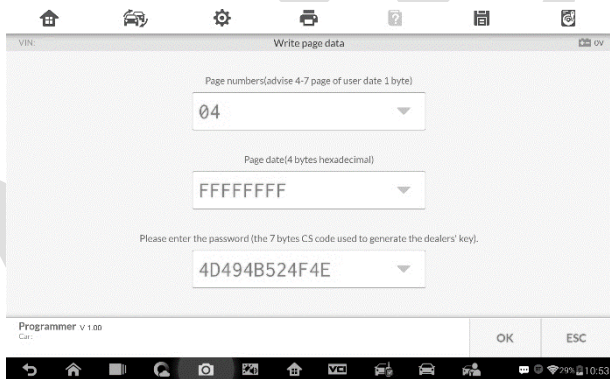 VIN:
Write page data
0V
Page numbers(advise 4-7 page of user date 1 byte)
04
Page date(4 bytes hexadecimal)
FFFFFFFF
Please enter the password (the 7 bytes CS code used to generate the dealers' key).
4D494B524F4E
Programmer V 1.00
Car:
OK
ESC
VCI
29% 10:53